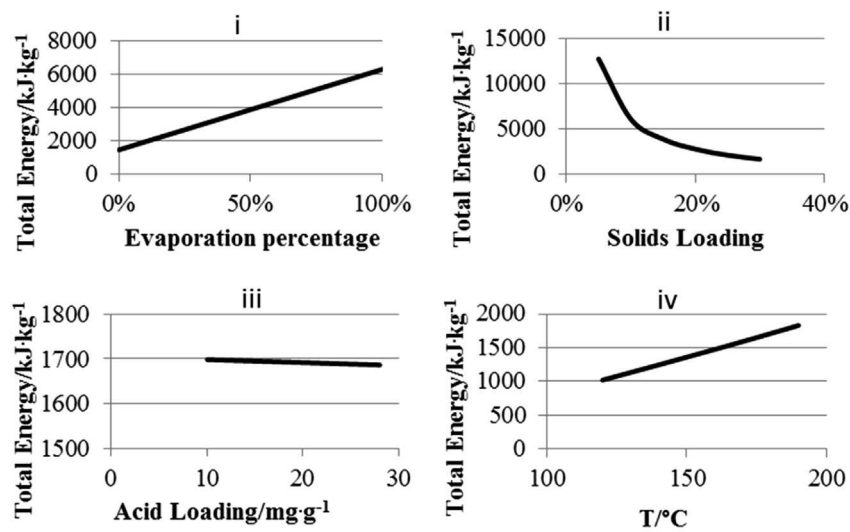 i
Total Energy/kJ·kg-1
8000
6000
4000
2000
0
0% 50% 100%
Evaporation percentage
ii
Total Energy/kJ·kg-1
15000
10000
5000
0
0% 20% 40%
Solids Loading
iii
Total Energy/kJ·kg-1
1800
1700
1600
1500
0 10 20 30
Acid Loading/mg·g-1
iv
Total Energy/kJ·kg-1
2000
1500
1000
500
0
100 150 200
T/°C